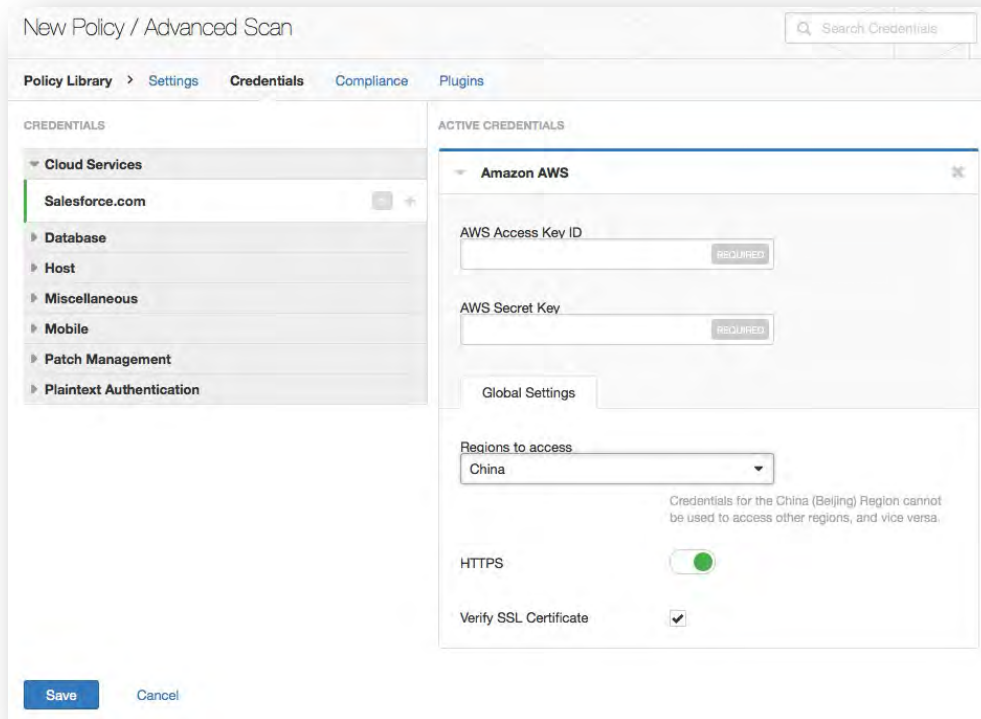 New Policy / Advanced Scan
Search Credentials
Policy Library > Settings Credentials Compliance Plugins
CREDENTIALS
Cloud Services
Salesforce.com
Database
Host
Miscellaneous
Mobile
Patch Management
Plaintext Authentication
ACTIVE CREDENTIALS
Amazon AWS
AWS Access Key ID
REQUIRED
AWS Secret Key
REQUIRED
Global Settings
Regions to access
China
Credentials for the China (Beijing) Region cannot
be used to access other regions, and vice versa.
HTTPS
Verify SSL Certificate
Save Cancel